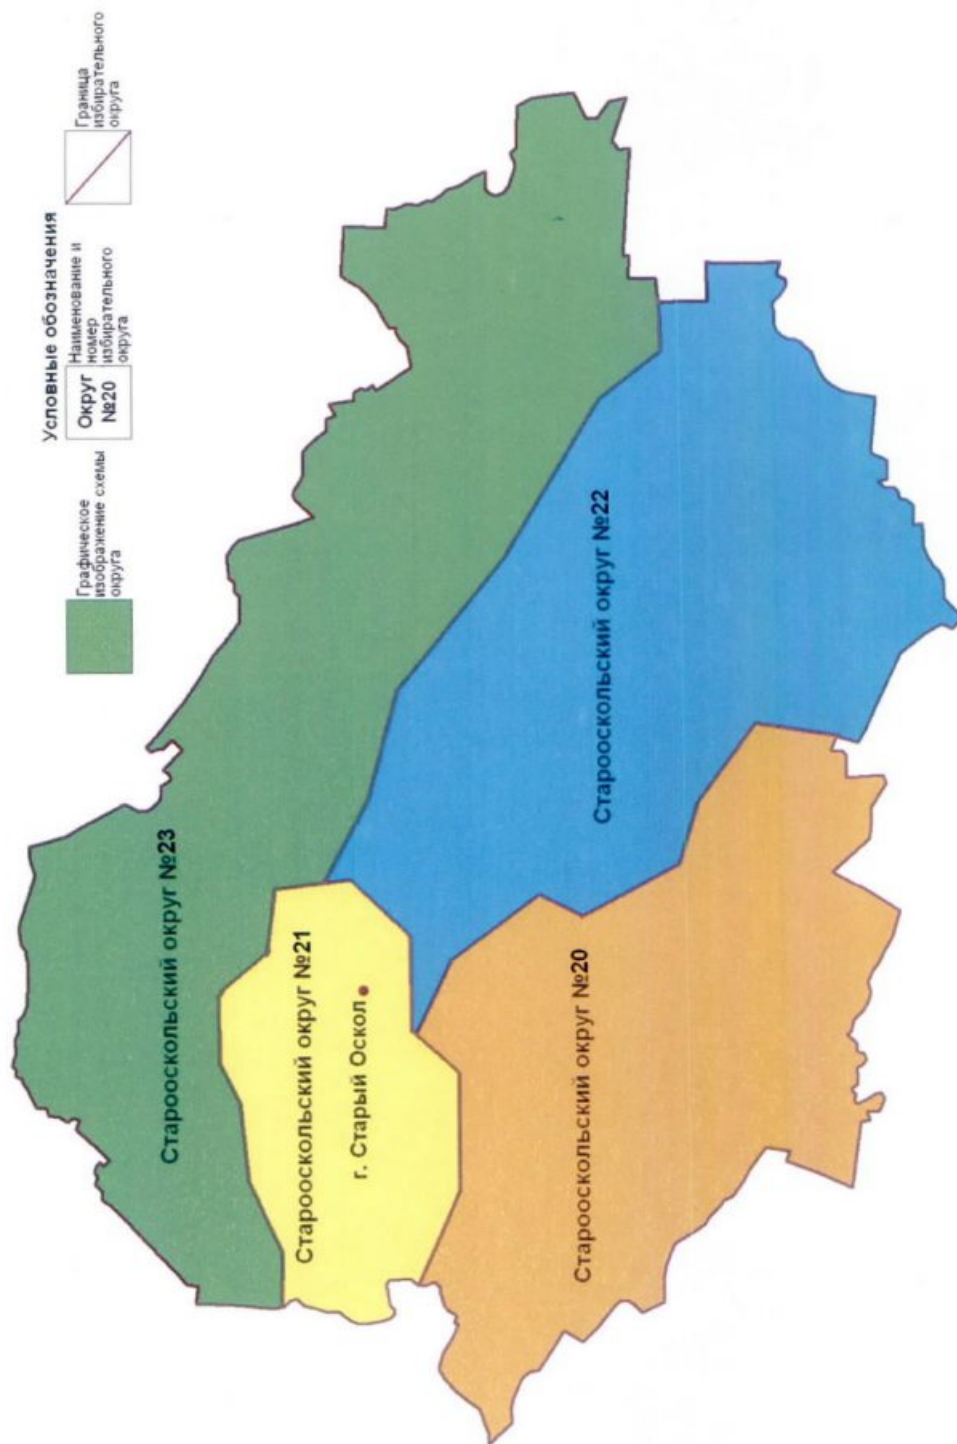 Условные обозначения
Графическое
изображение схемы
округа
Округ
№20
Наименование и
номер
избирательного
округа
Граница
избирательного
округа
Старооскольский округ №23
Старооскольский округ №21
г. Старый Оскол
Старооскольский округ №22
Старооскольский округ №20